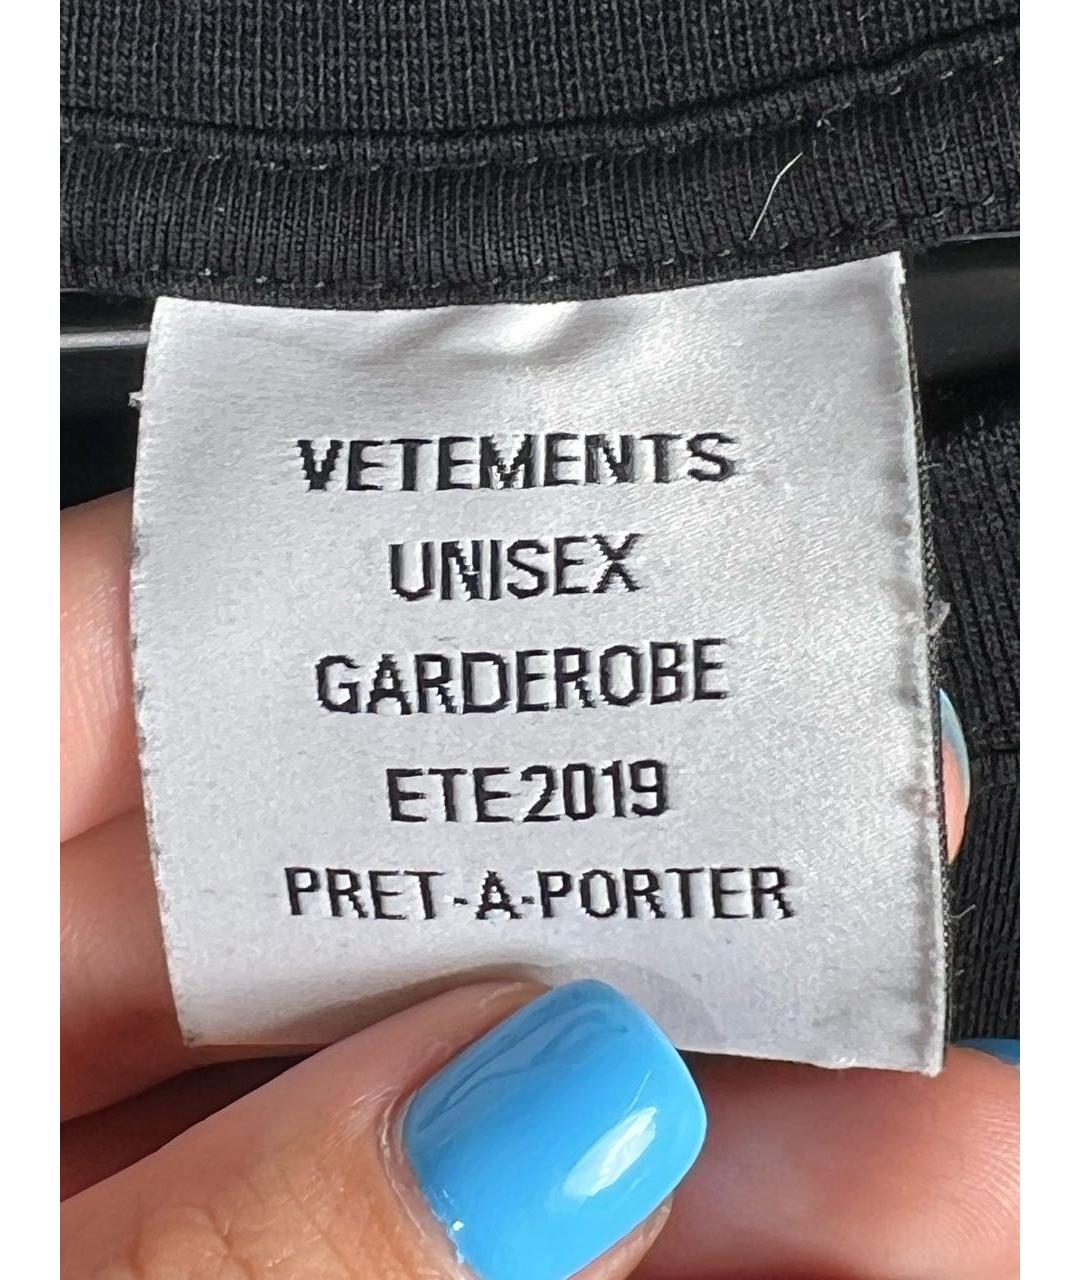 VETEMENTS
UNISEX
GARDEROBE
ETE2019
PRET-A-PORTER